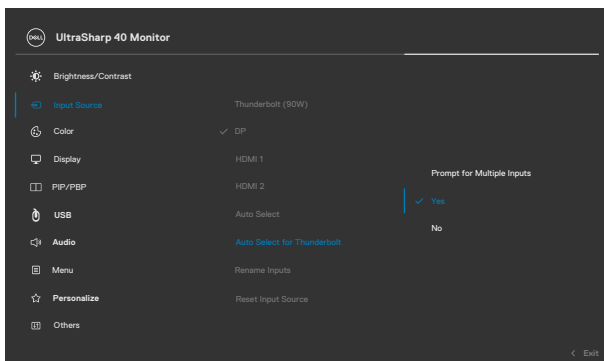 DELL
UltraSharp 40 Monitor
Brightness/Contrast
Input Source
Color
Display
PIP/PBP
USB
Audio
Menu
Personalize
Others
Thunderbolt (90W)
DP
HDMI 1
HDMI 2
Auto Select
Auto Select for Thunderbolt
Rename Inputs
Reset Input Source
Prompt for Multiple Inputs
Yes
No
Exit